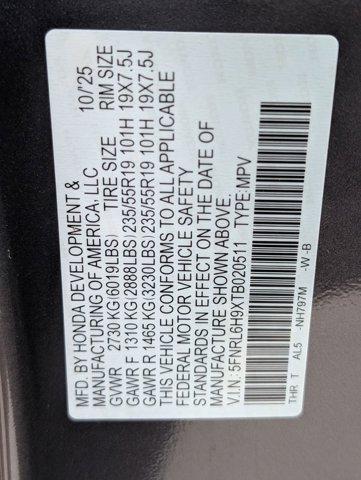 MFD. BY HONDA DEVELOPMENT & 10/'25
MANUFACTURING OF AMERICA, LLC
GVWR 2730 KG (6019LBS) TIRE SIZE RIM SIZE
GAWR F 1310 KG (2888LBS) 235/55R19 101H 19X7.5J
GAWR R 1465 KG (3230LBS) 235/55R19 101H 19X7.5J
THIS VEHICLE CONFORMS TO ALL APPLICABLE
FEDERAL MOTOR VEHICLE SAFETY
STANDARDS IN EFFECT ON THE DATE OF
MANUFACTURE SHOWN ABOVE.
V.I.N.: 5FNRL6H9XTB020511 TYPE: MPV
THR T AL5 -NH797M -W-B